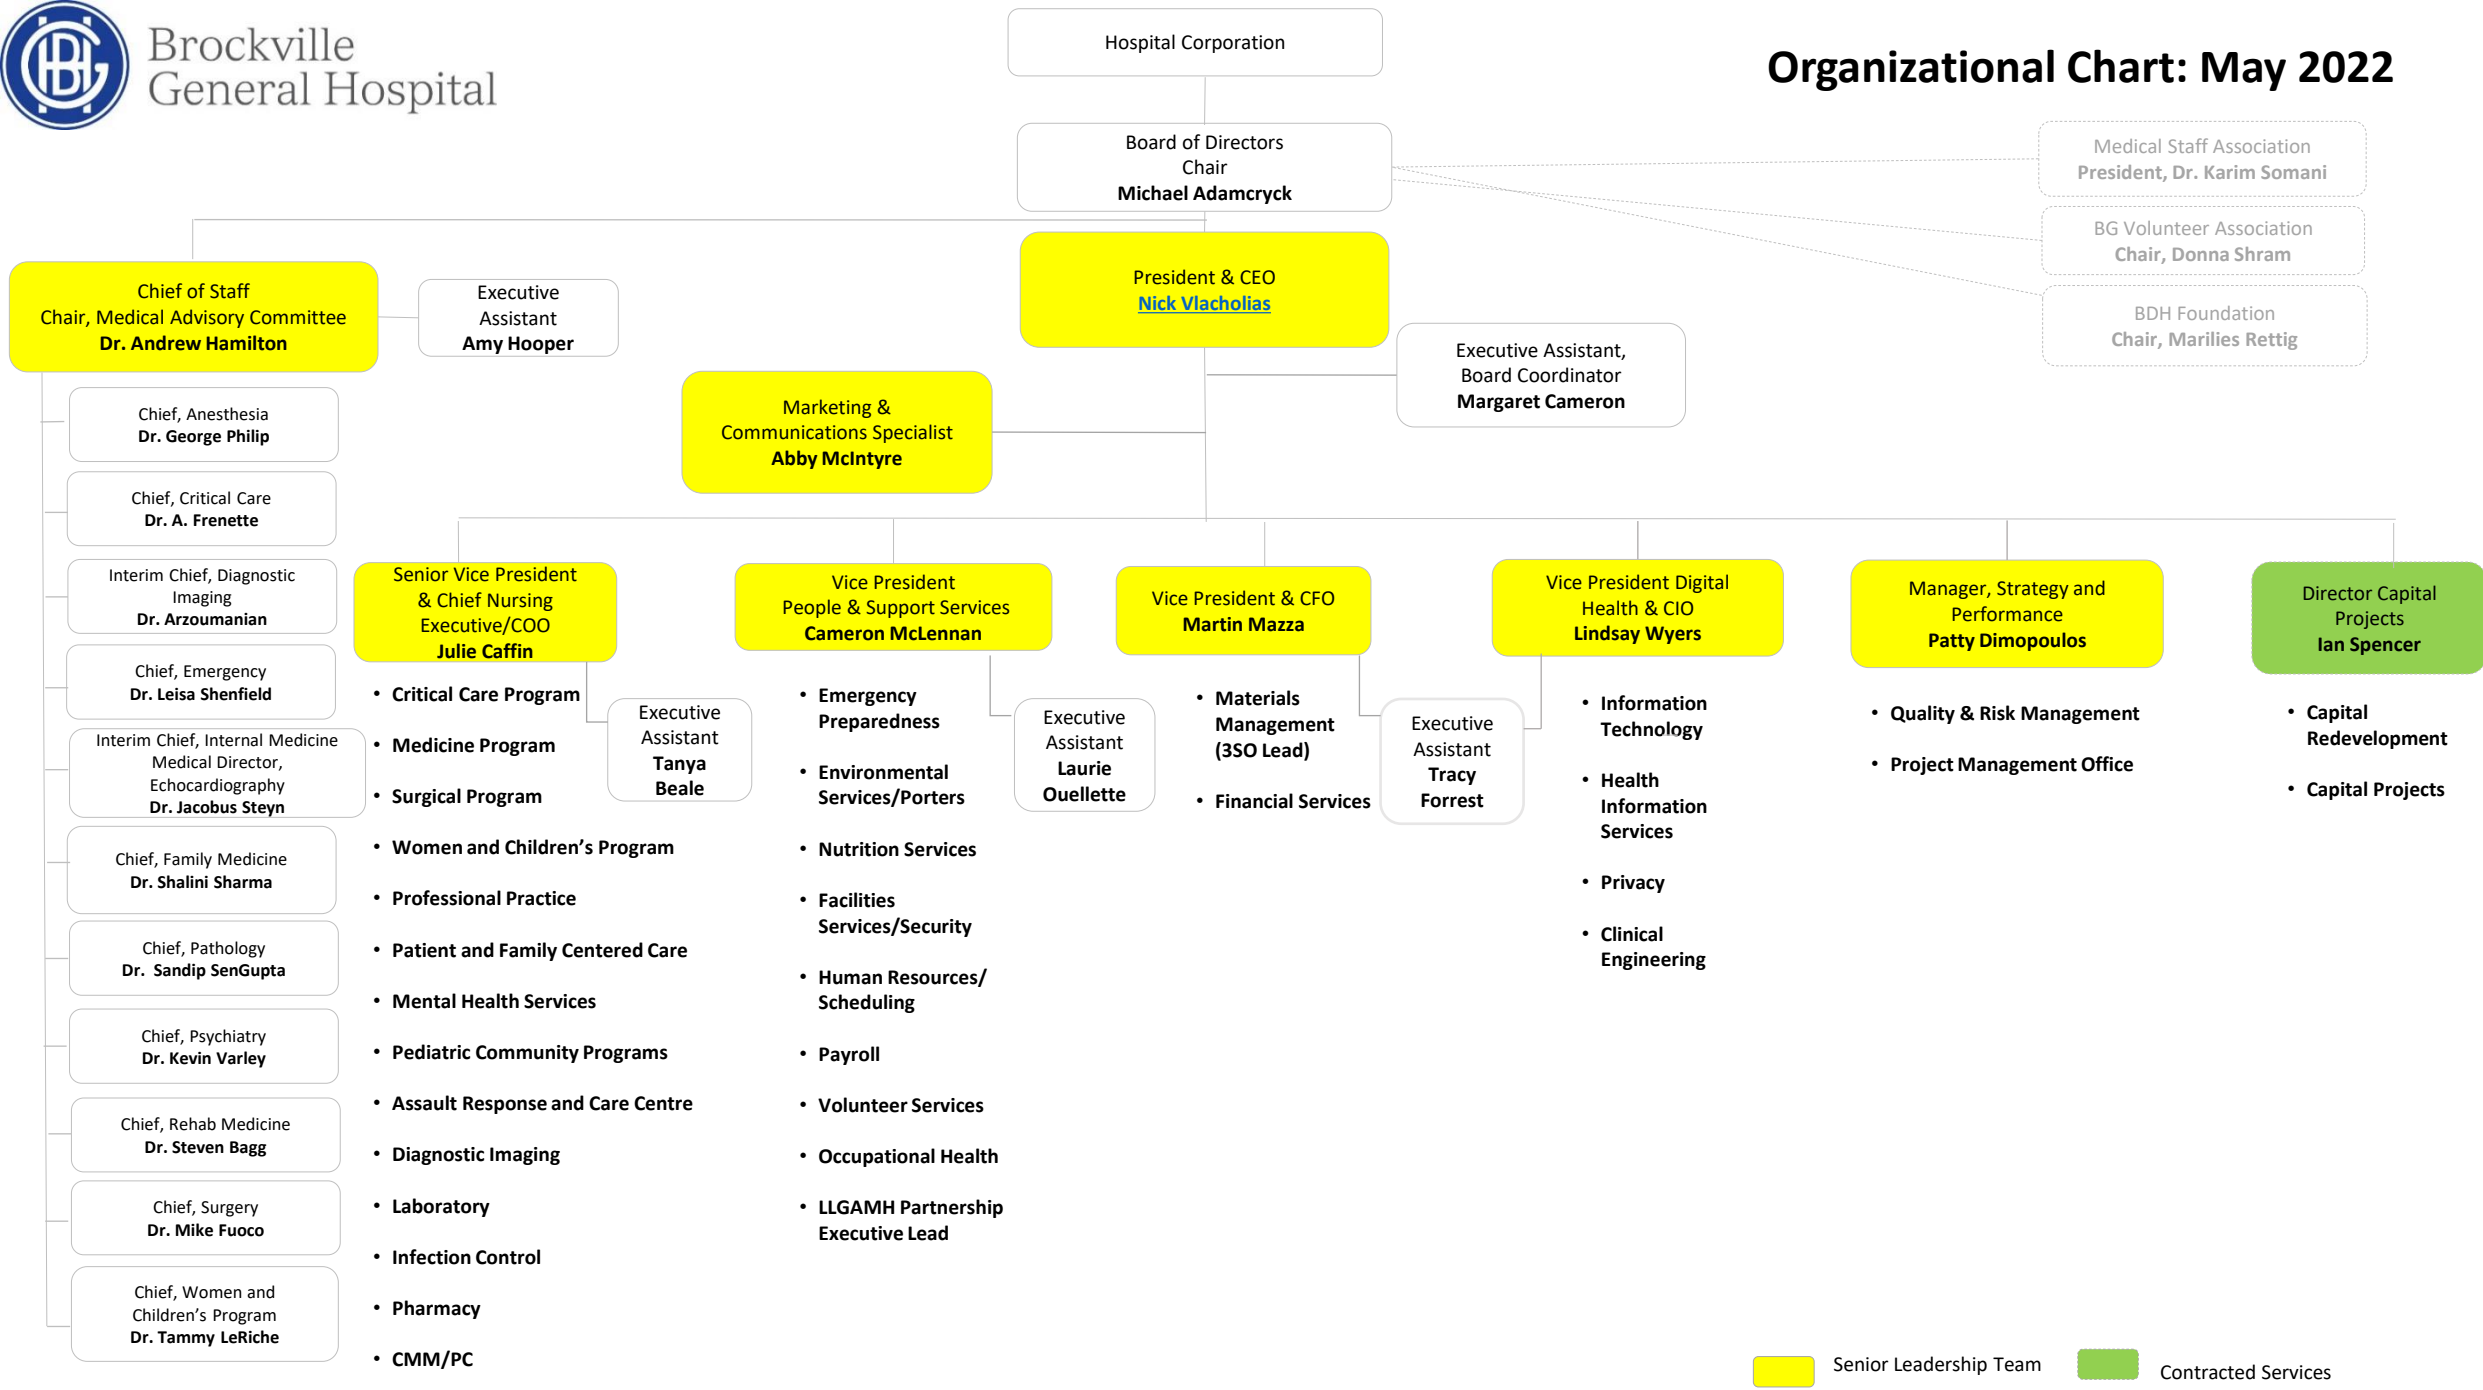 Brockville
General Hospital
Organizational Chart: May 2022
Hospital Corporation
Board of Directors
Chair
Michael Adamcryck
Medical Staff Association
President, Dr. Karim Somani
BG Volunteer Association
Chair, Donna Shram
BDH Foundation
Chair, Marilies Rettig
President & CEO
Nick Vlacholias
Chief of Staff
Chair, Medical Advisory Committee
Dr. Andrew Hamilton
Executive
Assistant
Amy Hooper
Executive Assistant,
Board Coordinator
Margaret Cameron
Marketing &
Communications Specialist
Abby McIntyre
Chief, Anesthesia
Dr. George Philip
Chief, Critical Care
Dr. A. Frenette
Interim Chief, Diagnostic
Imaging
Dr. Arzoumanian
Chief, Emergency
Dr. Leisa Shenfield
Interim Chief, Internal Medicine
Medical Director,
Echocardiography
Dr. Jacobus Steyn
Chief, Family Medicine
Dr. Shalini Sharma
Chief, Pathology
Dr. Sandip SenGupta
Chief, Psychiatry
Dr. Kevin Varley
Chief, Rehab Medicine
Dr. Steven Bagg
Chief, Surgery
Dr. Mike Fuoco
Chief, Women and
Children’s Program
Dr. Tammy LeRiche
Senior Vice President
& Chief Nursing
Executive/COO
Julie Caffin
• Critical Care Program
• Medicine Program
• Surgical Program
• Women and Children’s Program
• Professional Practice
• Patient and Family Centered Care
• Mental Health Services
• Pediatric Community Programs
• Assault Response and Care Centre
• Diagnostic Imaging
• Laboratory
• Infection Control
• Pharmacy
• CMM/PC
Executive
Assistant
Tanya
Beale
Vice President
People & Support Services
Cameron McLennan
• Emergency
Preparedness
• Environmental
Services/Porters
• Nutrition Services
• Facilities
Services/Security
• Human Resources/
Scheduling
• Payroll
• Volunteer Services
• Occupational Health
• LLGAMH Partnership
Executive Lead
Executive
Assistant
Laurie
Ouellette
Vice President & CFO
Martin Mazza
• Materials
Management
(3SO Lead)
• Financial Services
Executive
Assistant
Tracy
Forrest
Vice President Digital
Health & CIO
Lindsay Wyers
• Information
Technology
• Health
Information
Services
• Privacy
• Clinical
Engineering
Manager, Strategy and
Performance
Patty Dimopoulos
• Quality & Risk Management
• Project Management Office
Director Capital
Projects
Ian Spencer
• Capital
Redevelopment
• Capital Projects
Senior Leadership Team
Contracted Services